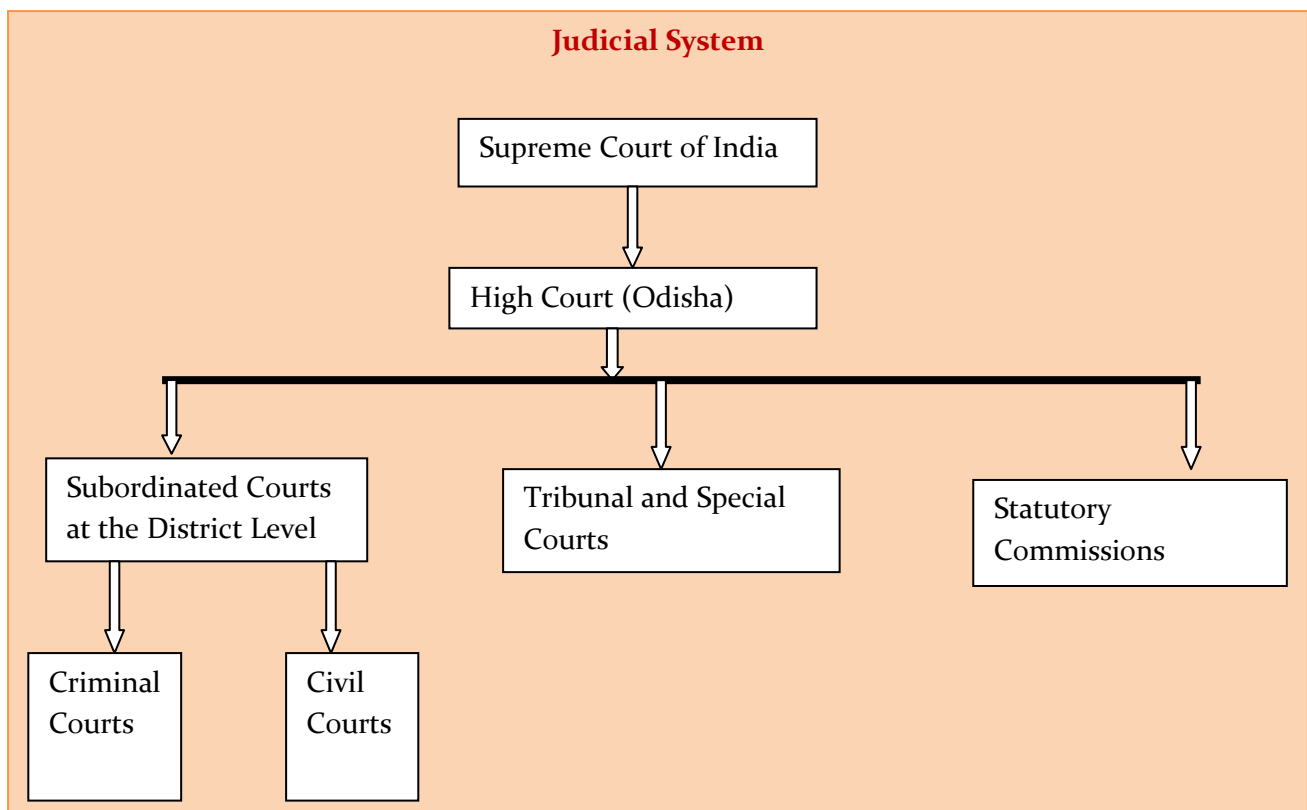 Judicial System
Supreme Court of India
High Court (Odisha)
Subordinated Courts
at the District Level
Tribunal and Special
Courts
Statutory
Commissions
Criminal
Courts
Civil
Courts